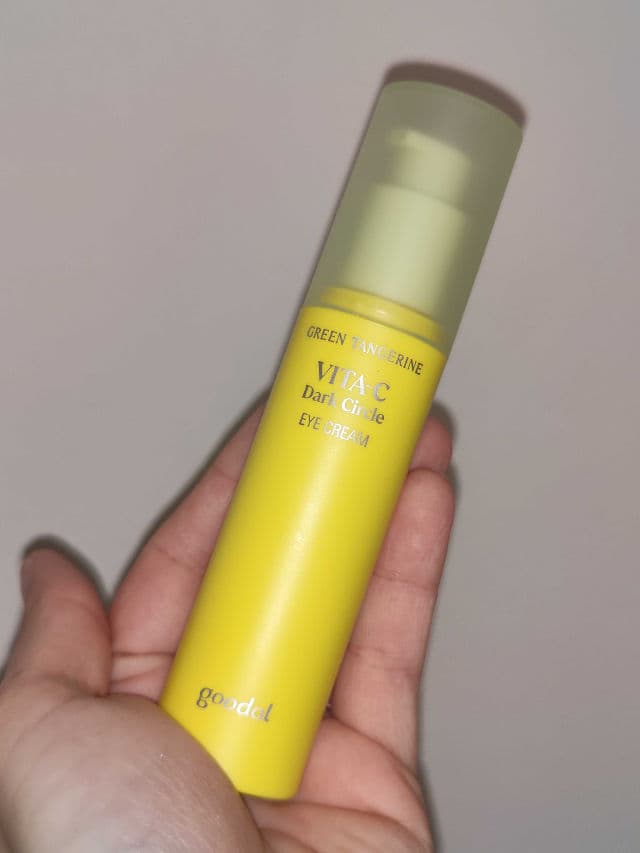 GREEN TANGERINE
VITA-C
Dark Circle
EYE CREAM
goodal